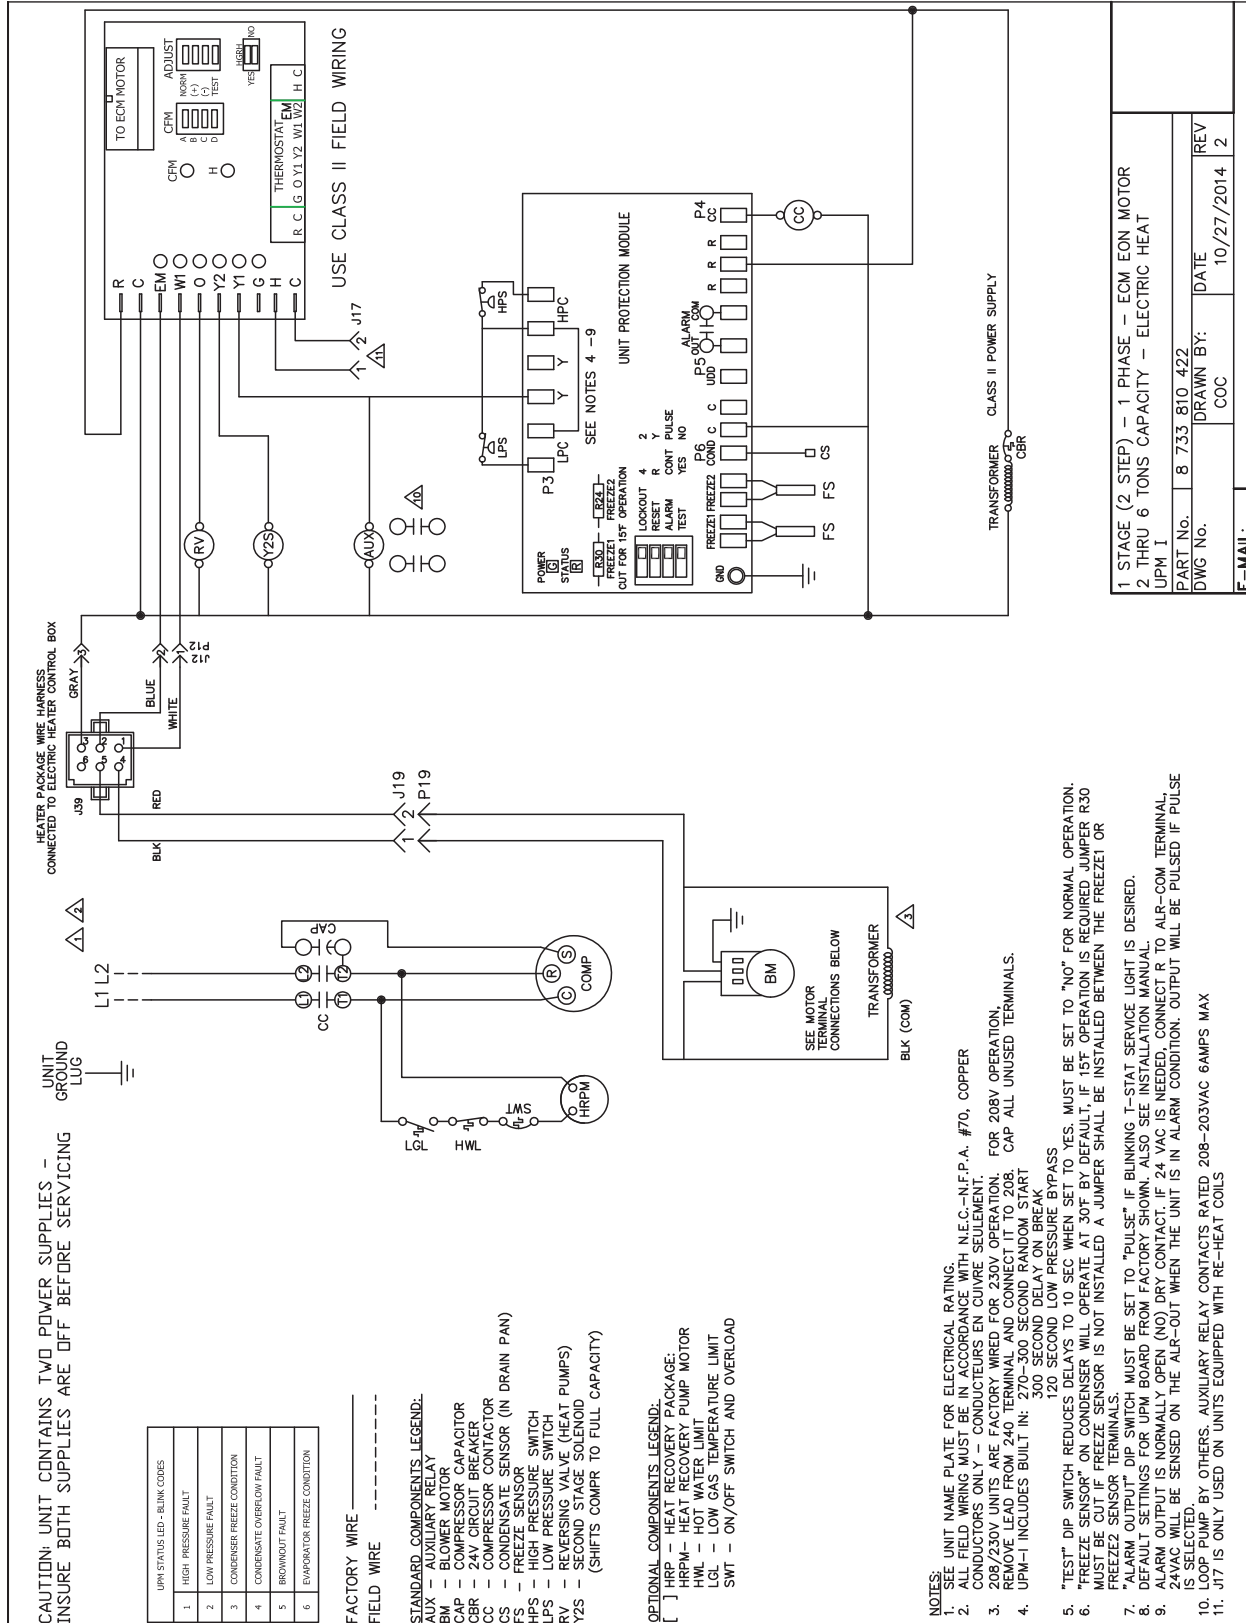 CAUTION: UNIT CONTAINS TWO POWER SUPPLIES -
INSURE BOTH SUPPLIES ARE OFF BEFORE SERVICING
UNIT
GROUND
LUG
L1 L2
1
2
HEATER PACKAGE WIRE HARNESS
CONNECTED TO ELECTRIC HEATER CONTROL BOX
J39
6 3
5 2
4 1
GRAY
3
BLUE
2
WHITE
1
J12
P12
RED
BLK
J19
2
1
P19
UPM STATUS LED - BLINK CODES
1 HIGH PRESSURE FAULT
2 LOW PRESSURE FAULT
3 CONDENSER FREEZE CONDITION
4 CONDENSATE OVERFLOW FAULT
5 BROWNOUT FAULT
6 EVAPORATOR FREEZE CONDITION
FACTORY WIRE
FIELD WIRE
STANDARD COMPONENTS LEGEND:
AUX – AUXILIARY RELAY
BM – BLOWER MOTOR
CAP – COMPRESSOR CAPACITOR
CBR – 24V CIRCUIT BREAKER
CC – COMPRESSOR CONTACTOR
CS – CONDENSATE SENSOR (IN DRAIN PAN)
FS – FREEZE SENSOR
HPS – HIGH PRESSURE SWITCH
LPS – LOW PRESSURE SWITCH
RV – REVERSING VALVE (HEAT PUMPS)
Y2S – SECOND STAGE SOLENOID
(SHIFTS COMPR TO FULL CAPACITY)
OPTIONAL COMPONENTS LEGEND:
[ ] HRP – HEAT RECOVERY PACKAGE:
HRPM– HEAT RECOVERY PUMP MOTOR
HWL – HOT WATER LIMIT
LGL – LOW GAS TEMPERATURE LIMIT
SWT – ON/OFF SWITCH AND OVERLOAD
CC
L1
T1
L2
T2
CAP
C
R
S
COMP
LGL
HWL
SWT
HRPM
BM
SEE MOTOR
TERMINAL
CONNECTIONS BELOW
TRANSFORMER
3
BLK (COM)
TO ECM MOTOR
CFM
H
CFM
A
B
C
D
ADJUST
NORM
(+)
(-)
TEST
HGRH
YES
NO
THERMOSTAT
R C G O Y1 Y2 W1 W2 H C
EM
R
C
EM
W1
O
Y2
Y1
G
H
C
USE CLASS II FIELD WIRING
J17
1
2
11
RV
Y2S
AUX
10
LPS
HPS
P3
LPC
Y
Y
HPC
SEE NOTES 4 -9
UNIT PROTECTION MODULE
POWER
G
STATUS
R
R30
FREEZE1
R24
FREEZE2
CUT FOR 15°F OPERATION
LOCKOUT 4 2
RESET R Y
ALARM CONT PULSE
TEST YES NO
GND
FREEZE1
FREEZE2
COND
P6
C
C
UDD
P5
OUT
ALARM
COM
R
R
R
CC
P4
FS
FS
CS
CC
TRANSFORMER
CBR
CLASS II POWER SUPPLY
NOTES:
1. SEE UNIT NAME PLATE FOR ELECTRICAL RATING.
2. ALL FIELD WIRING MUST BE IN ACCORDANCE WITH N.E.C.–N.F.P.A. #70, COPPER
CONDUCTORS ONLY – CONDUCTEURS EN CUIVRE SEULEMENT.
3. 208/230V UNITS ARE FACTORY WIRED FOR 230V OPERATION. FOR 208V OPERATION,
REMOVE LEAD FROM 240 TERMINAL AND CONNECT IT TO 208. CAP ALL UNUSED TERMINALS.
4. UPM–I INCLUDES BUILT IN: 270–300 SECOND RANDOM START
300 SECOND DELAY ON BREAK
120 SECOND LOW PRESSURE BYPASS
5. "TEST" DIP SWITCH REDUCES DELAYS TO 10 SEC WHEN SET TO YES. MUST BE SET TO "NO" FOR NORMAL OPERATION.
6. "FREEZE SENSOR" ON CONDENSER WILL OPERATE AT 30°F BY DEFAULT, IF 15°F OPERATION IS REQUIRED JUMPER R30
MUST BE CUT IF FREEZE SENSOR IS NOT INSTALLED A JUMPER SHALL BE INSTALLED BETWEEN THE FREEZE1 OR
FREEZE2 SENSOR TERMINALS.
7. "ALARM OUTPUT" DIP SWITCH MUST BE SET TO "PULSE" IF BLINKING T–STAT SERVICE LIGHT IS DESIRED.
8. DEFAULT SETTINGS FOR UPM BOARD FROM FACTORY SHOWN. ALSO SEE INSTALLATION MANUAL.
9. ALARM OUTPUT IS NORMALLY OPEN (NO) DRY CONTACT. IF 24 VAC IS NEEDED, CONNECT R TO ALR–COM TERMINAL,
24VAC WILL BE SENSED ON THE ALR–OUT WHEN THE UNIT IS IN ALARM CONDITION. OUTPUT WILL BE PULSED IF PULSE
IS SELECTED.
10. LOOP PUMP BY OTHERS. AUXILIARY RELAY CONTACTS RATED 208–203VAC 6AMPS MAX
11. J17 IS ONLY USED ON UNITS EQUIPPED WITH RE–HEAT COILS
1 STAGE (2 STEP) – 1 PHASE – ECM EON MOTOR
2 THRU 6 TONS CAPACITY – ELECTRIC HEAT
UPM I
PART No. 8 733 810 422
DWG No. DRAWN BY: DATE REV
COC 10/27/2014 2
E–MAIL: